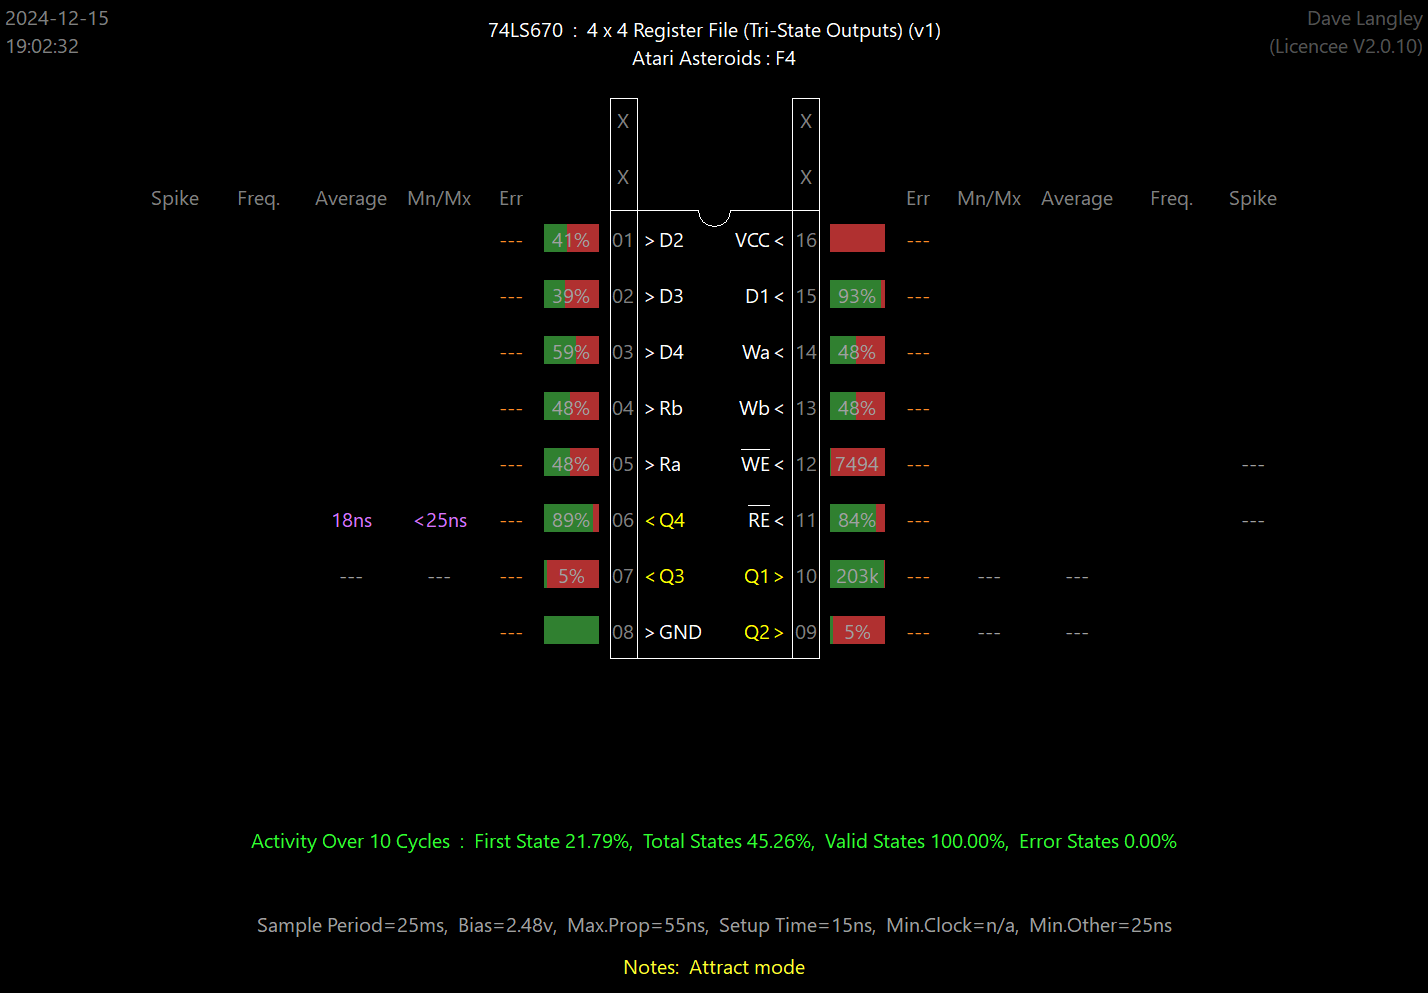 2024-12-15
19:02:32
74LS670 : 4 x 4 Register File (Tri-State Outputs) (v1)
Atari Asteroids : F4
Dave Langley
(Licencee V2.0.10)
X X
X X
Spike Freq. Average Mn/Mx Err Err Mn/Mx Average Freq. Spike
--- 41% 01 > D2 VCC < 16 ---
--- 39% 02 > D3 D1 < 15 93% ---
--- 59% 03 > D4 Wa < 14 48% ---
--- 48% 04 > Rb Wb < 13 48% ---
--- 48% 05 > Ra WE < 12 7494 --- ---
18ns <25ns --- 89% 06 < Q4 RE < 11 84% --- ---
--- --- --- 5% 07 < Q3 Q1 > 10 203k --- --- ---
--- 08 > GND Q2 > 09 5% --- --- ---
Activity Over 10 Cycles : First State 21.79%, Total States 45.26%, Valid States 100.00%, Error States 0.00%
Sample Period=25ms, Bias=2.48v, Max.Prop=55ns, Setup Time=15ns, Min.Clock=n/a, Min.Other=25ns
Notes: Attract mode